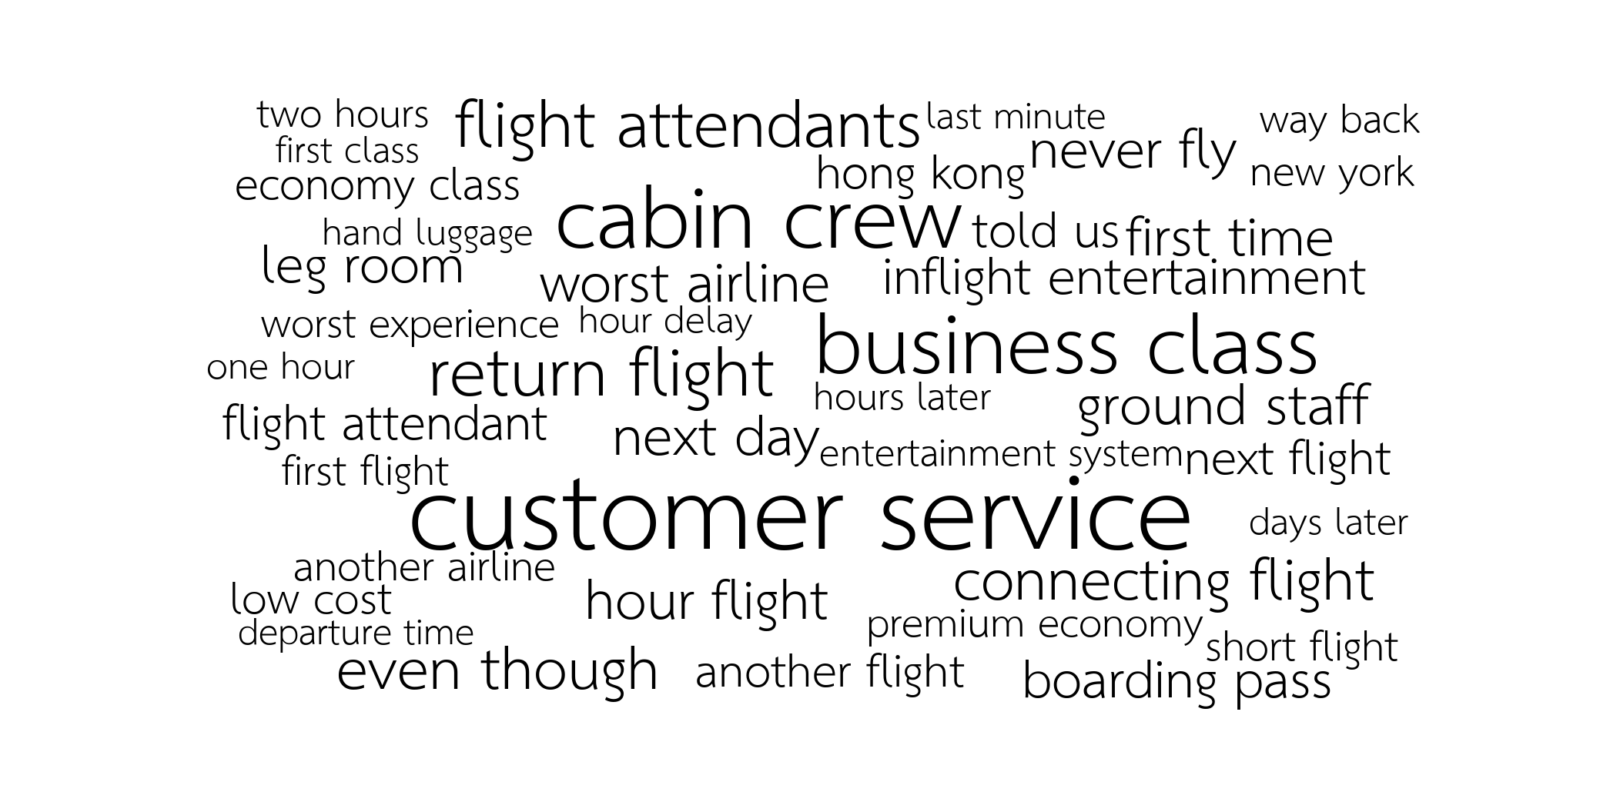 two hours
flight attendants
last minute
way back
first class
never fly
economy class
hong kong
new york
hand luggage
cabin crew
told us
first time
leg room
worst airline
inflight entertainment
worst experience
hour delay
business class
one hour
return flight
hours later
ground staff
flight attendant
next day
entertainment system
next flight
first flight
customer service
days later
another airline
connecting flight
low cost
hour flight
departure time
premium economy
short flight
even though
another flight
boarding pass